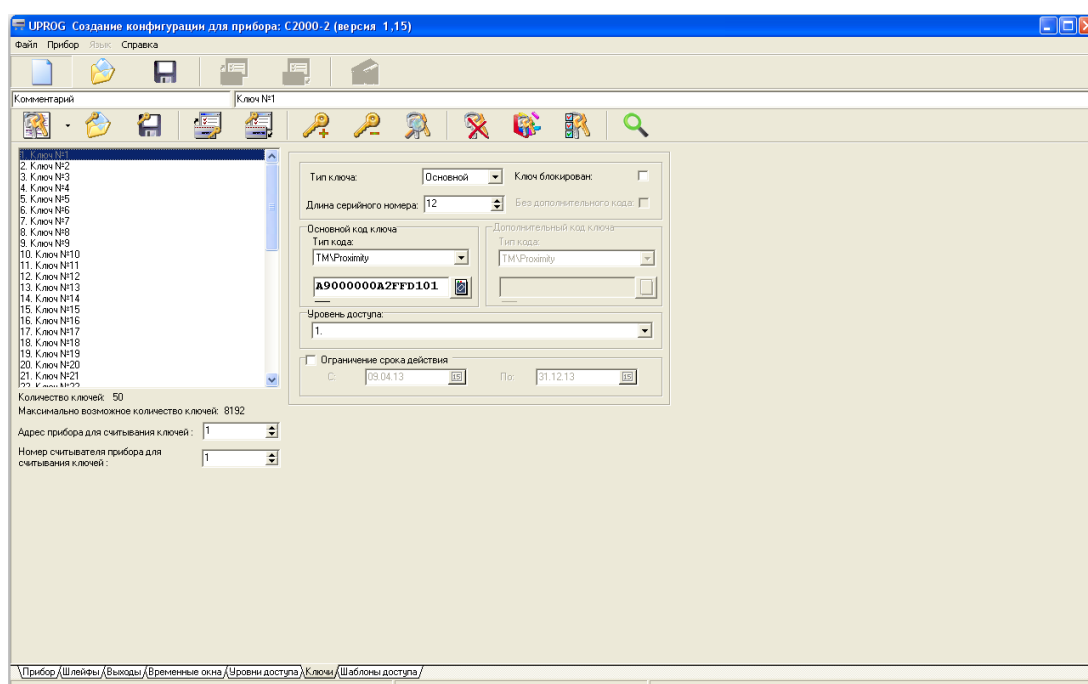 UPROG Создание конфигурации для прибора: С2000-2 (версия 1,15)
Файл Прибор Язык Справка
Комментарий Ключ №1
1. Ключ №1
2. Ключ №2
3. Ключ №3
4. Ключ №4
5. Ключ №5
6. Ключ №6
7. Ключ №7
8. Ключ №8
9. Ключ №9
10. Ключ №10
11. Ключ №11
12. Ключ №12
13. Ключ №13
14. Ключ №14
15. Ключ №15
16. Ключ №16
17. Ключ №17
18. Ключ №18
19. Ключ №19
20. Ключ №20
21. Ключ №21
22. Ключ №22
Количество ключей: 50
Максимально возможное количество ключей: 8192
Адрес прибора для считывания ключей : 1
Номер считывателя прибора для
считывания ключей : 1
Тип ключа: Основной Ключ блокирован:
Длина серийного номера: 12 Без дополнительного кода:
Основной код ключа
Тип кода:
TM\Proximity
A9000000A2FFD101
Дополнительный код ключа
Тип кода:
TM\Proximity
Уровень доступа:
1.
Ограничение срока действия
С: 09.04.13 15 По: 31.12.13 15
Прибор Шлейфы Выходы Временные окна Уровни доступа Ключи Шаблоны доступа